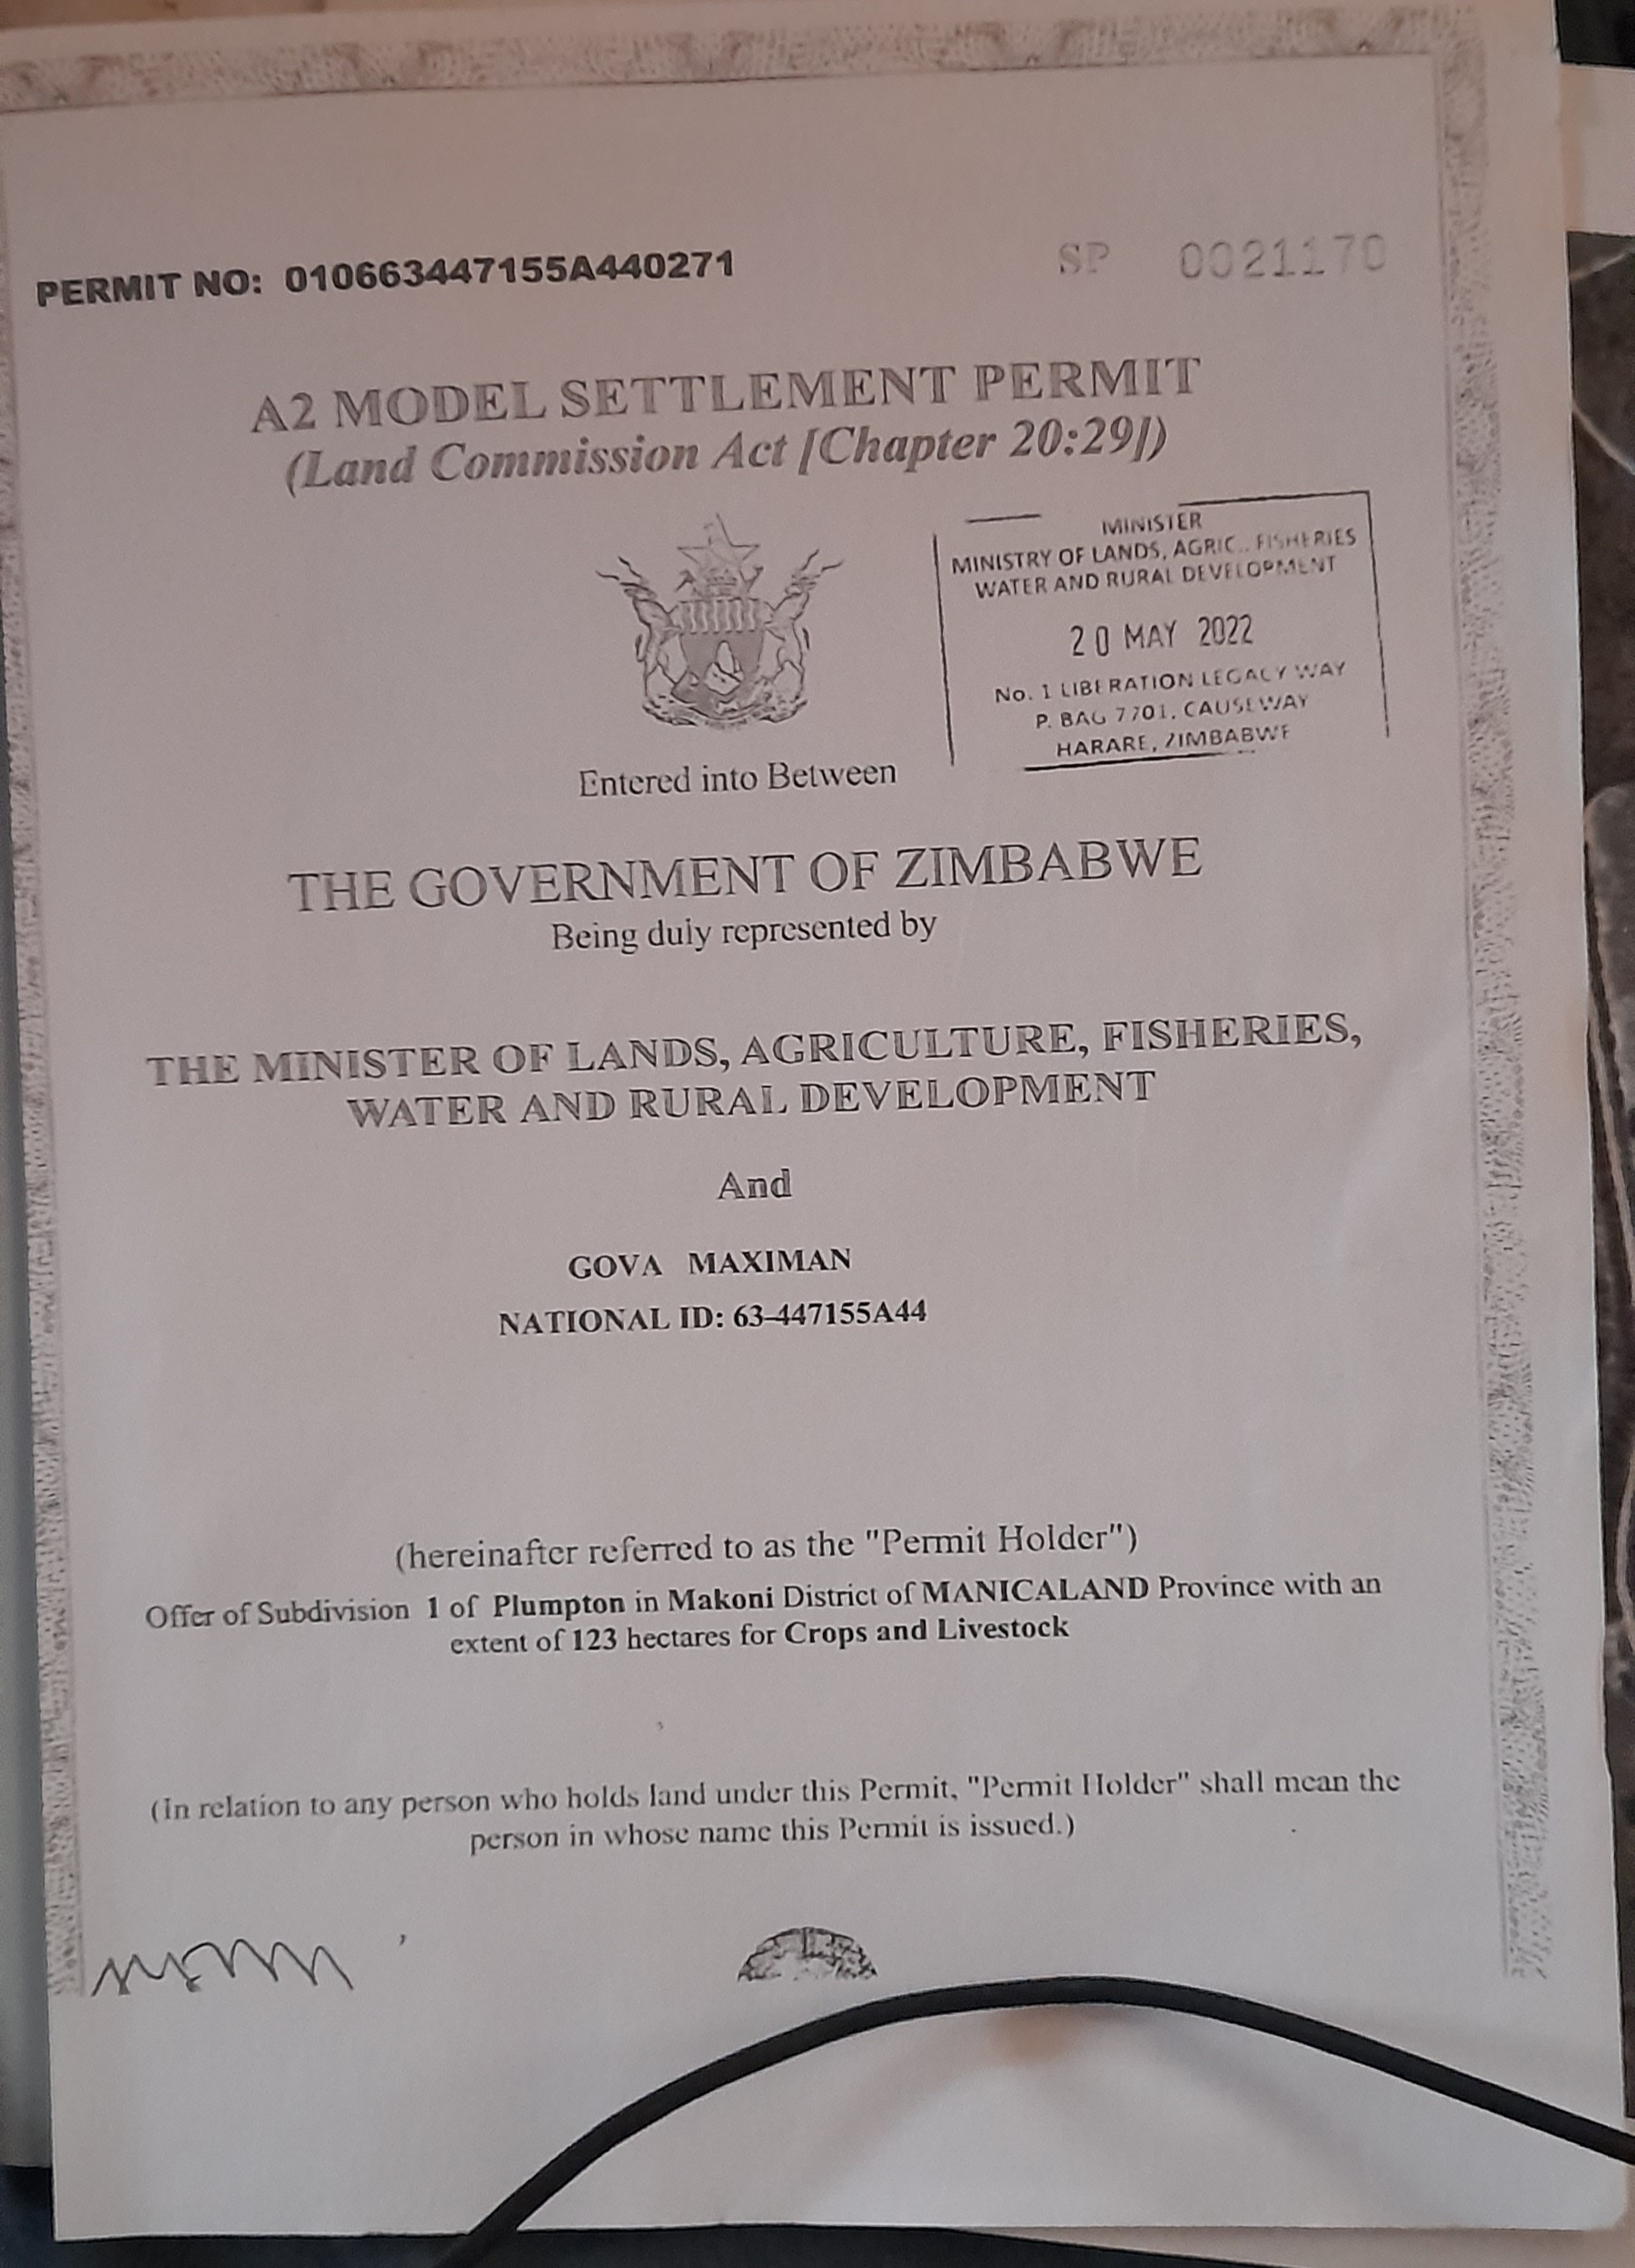 PERMIT NO: 010663447155A440271
SP 0021170
A2 MODEL SETTLEMENT PERMIT
(Land Commission Act [Chapter 20:29])
MINISTER
MINISTRY OF LANDS, AGRIC., FISHERIES
WATER AND RURAL DEVELOPMENT
20 MAY 2022
No. 1 LIBERATION LEGACY WAY
P. BAG 7701, CAUSEWAY
HARARE, ZIMBABWE
Entered into Between
THE GOVERNMENT OF ZIMBABWE
Being duly represented by
THE MINISTER OF LANDS, AGRICULTURE, FISHERIES,
WATER AND RURAL DEVELOPMENT
And
GOVA MAXIMAN
NATIONAL ID: 63-447155A44
(hereinafter referred to as the "Permit Holder")
Offer of Subdivision 1 of Plumpton in Makoni District of MANICALAND Province with an
extent of 123 hectares for Crops and Livestock
(In relation to any person who holds land under this Permit, "Permit Holder" shall mean the
person in whose name this Permit is issued.)